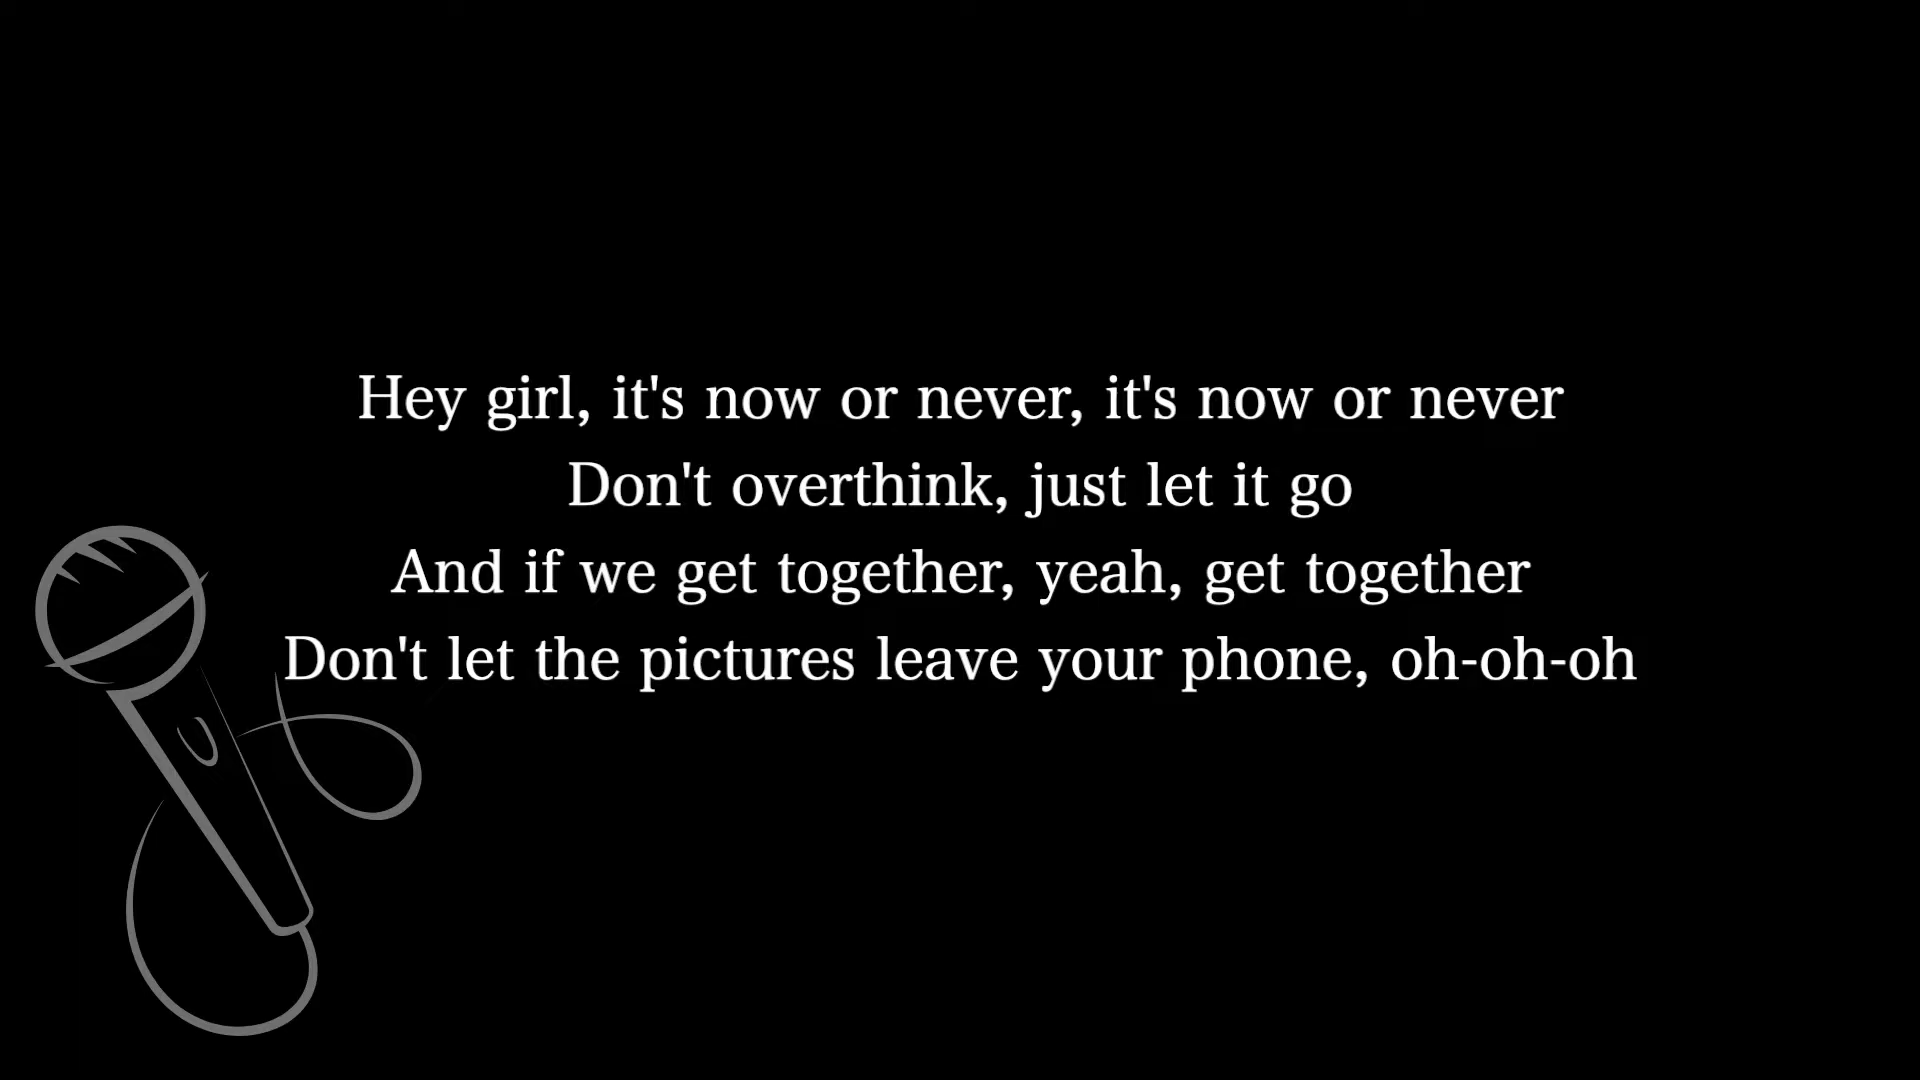 Hey girl, it's now or never, it's now or never
Don't overthink, just let it go
And if we get together, yeah, get together
Don't let the pictures leave your phone, oh-oh-oh